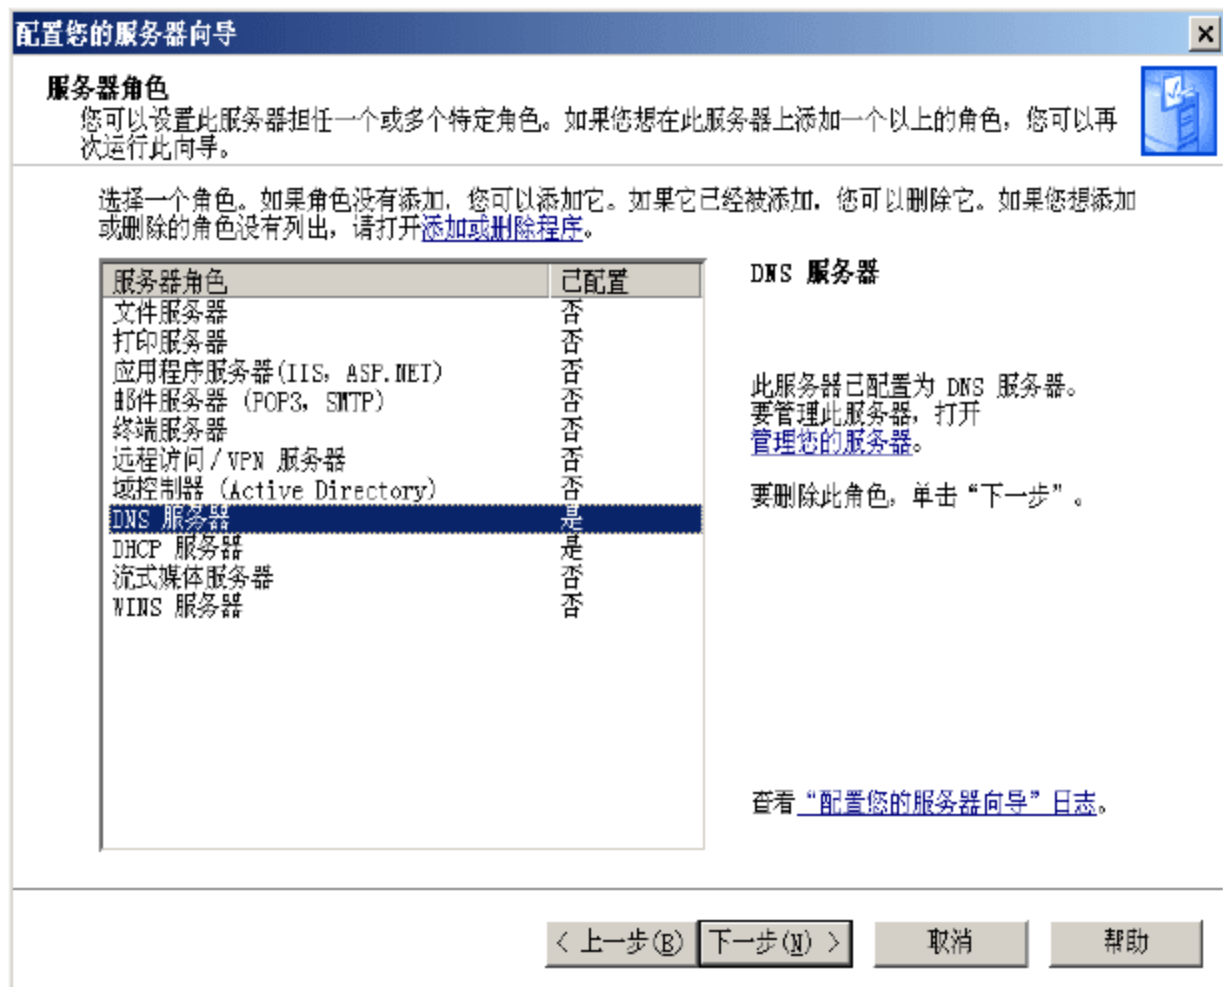 配置您的服务器向导
服务器角色
您可以设置此服务器担任一个或多个特定角色。如果您想在此服务器上添加一个以上的角色，您可以再
次运行此向导。
选择一个角色。如果角色没有添加，您可以添加它。如果它已经被添加，您可以删除它。如果您想添加
或删除的角色没有列出，请打开添加或删除程序。
服务器角色 已配置
文件服务器 否
打印服务器 否
应用程序服务器(IIS，ASP.NET) 否
邮件服务器 (POP3，SMTP) 否
终端服务器 否
远程访问/VPN 服务器 否
域控制器 (Active Directory) 否
DNS 服务器 是
DHCP 服务器 是
流式媒体服务器 否
WINS 服务器 否
DNS 服务器
此服务器已配置为 DNS 服务器。
要管理此服务器，打开
管理您的服务器。
要删除此角色，单击“下一步”。
查看“配置您的服务器向导”日志。
< 上一步(B) 下一步(N) > 取消 帮助